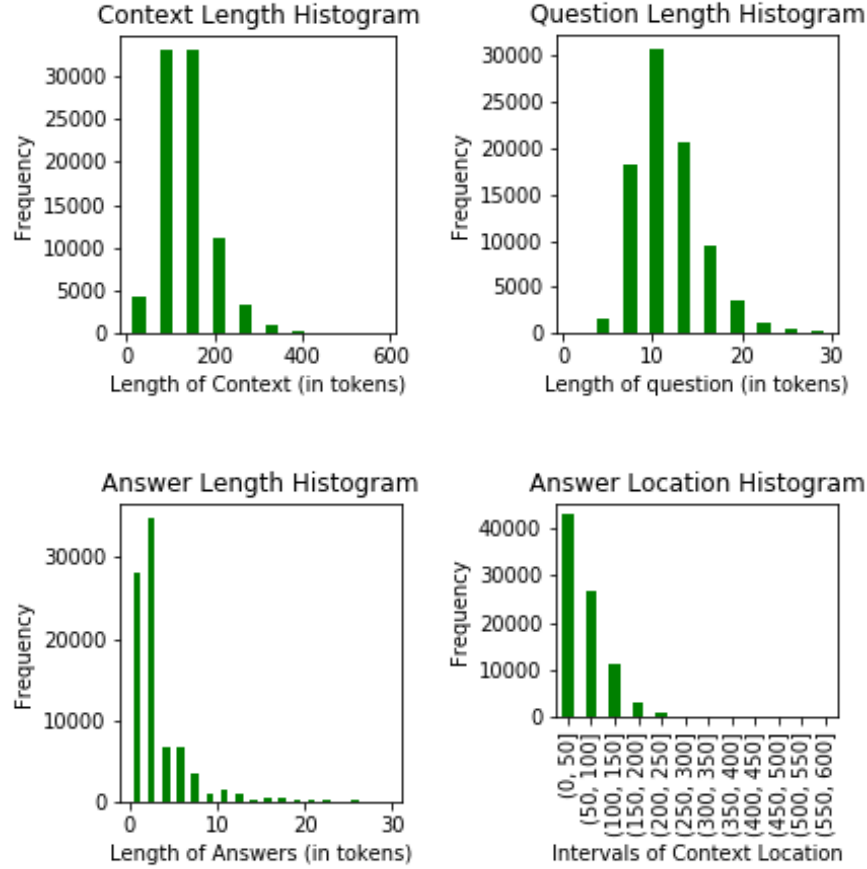 Context Length Histogram
Frequency
30000
25000
20000
15000
10000
5000
0
0 200 400 600
Length of Context (in tokens)
Question Length Histogram
Frequency
30000
25000
20000
15000
10000
5000
0
0 10 20 30
Length of question (in tokens)
Answer Length Histogram
Frequency
30000
20000
10000
0
0 10 20 30
Length of Answers (in tokens)
Answer Location Histogram
Frequency
40000
30000
20000
10000
0
(0, 50]
(50, 100]
(100, 150]
(150, 200]
(200, 250]
(250, 300]
(300, 350]
(350, 400]
(400, 450]
(450, 500]
(500, 550]
(550, 600]
Intervals of Context Location